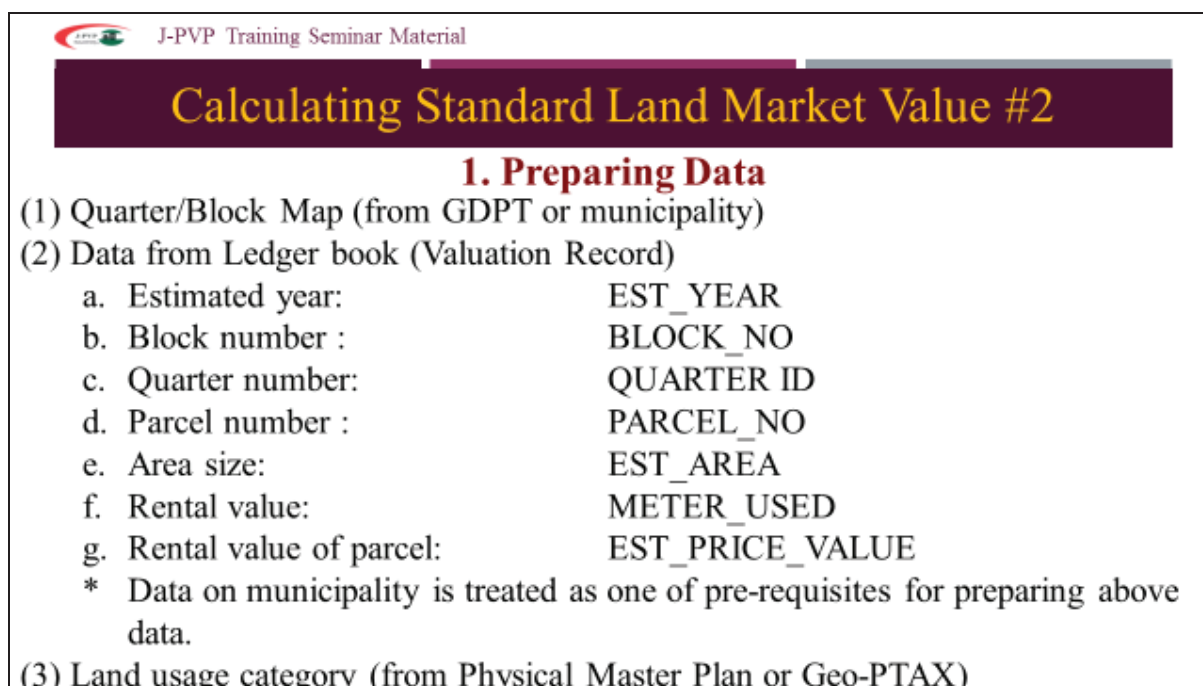 J-PVP Training Seminar Material
Calculating Standard Land Market Value #2
1. Preparing Data
(1) Quarter/Block Map (from GDPT or municipality)
(2) Data from Ledger book (Valuation Record)
a. Estimated year: EST_YEAR
b. Block number : BLOCK_NO
c. Quarter number: QUARTER ID
d. Parcel number : PARCEL_NO
e. Area size: EST_AREA
f. Rental value: METER_USED
g. Rental value of parcel: EST_PRICE_VALUE
* Data on municipality is treated as one of pre-requisites for preparing above
data.
(3) Land usage category (from Physical Master Plan or Geo-PTAX)